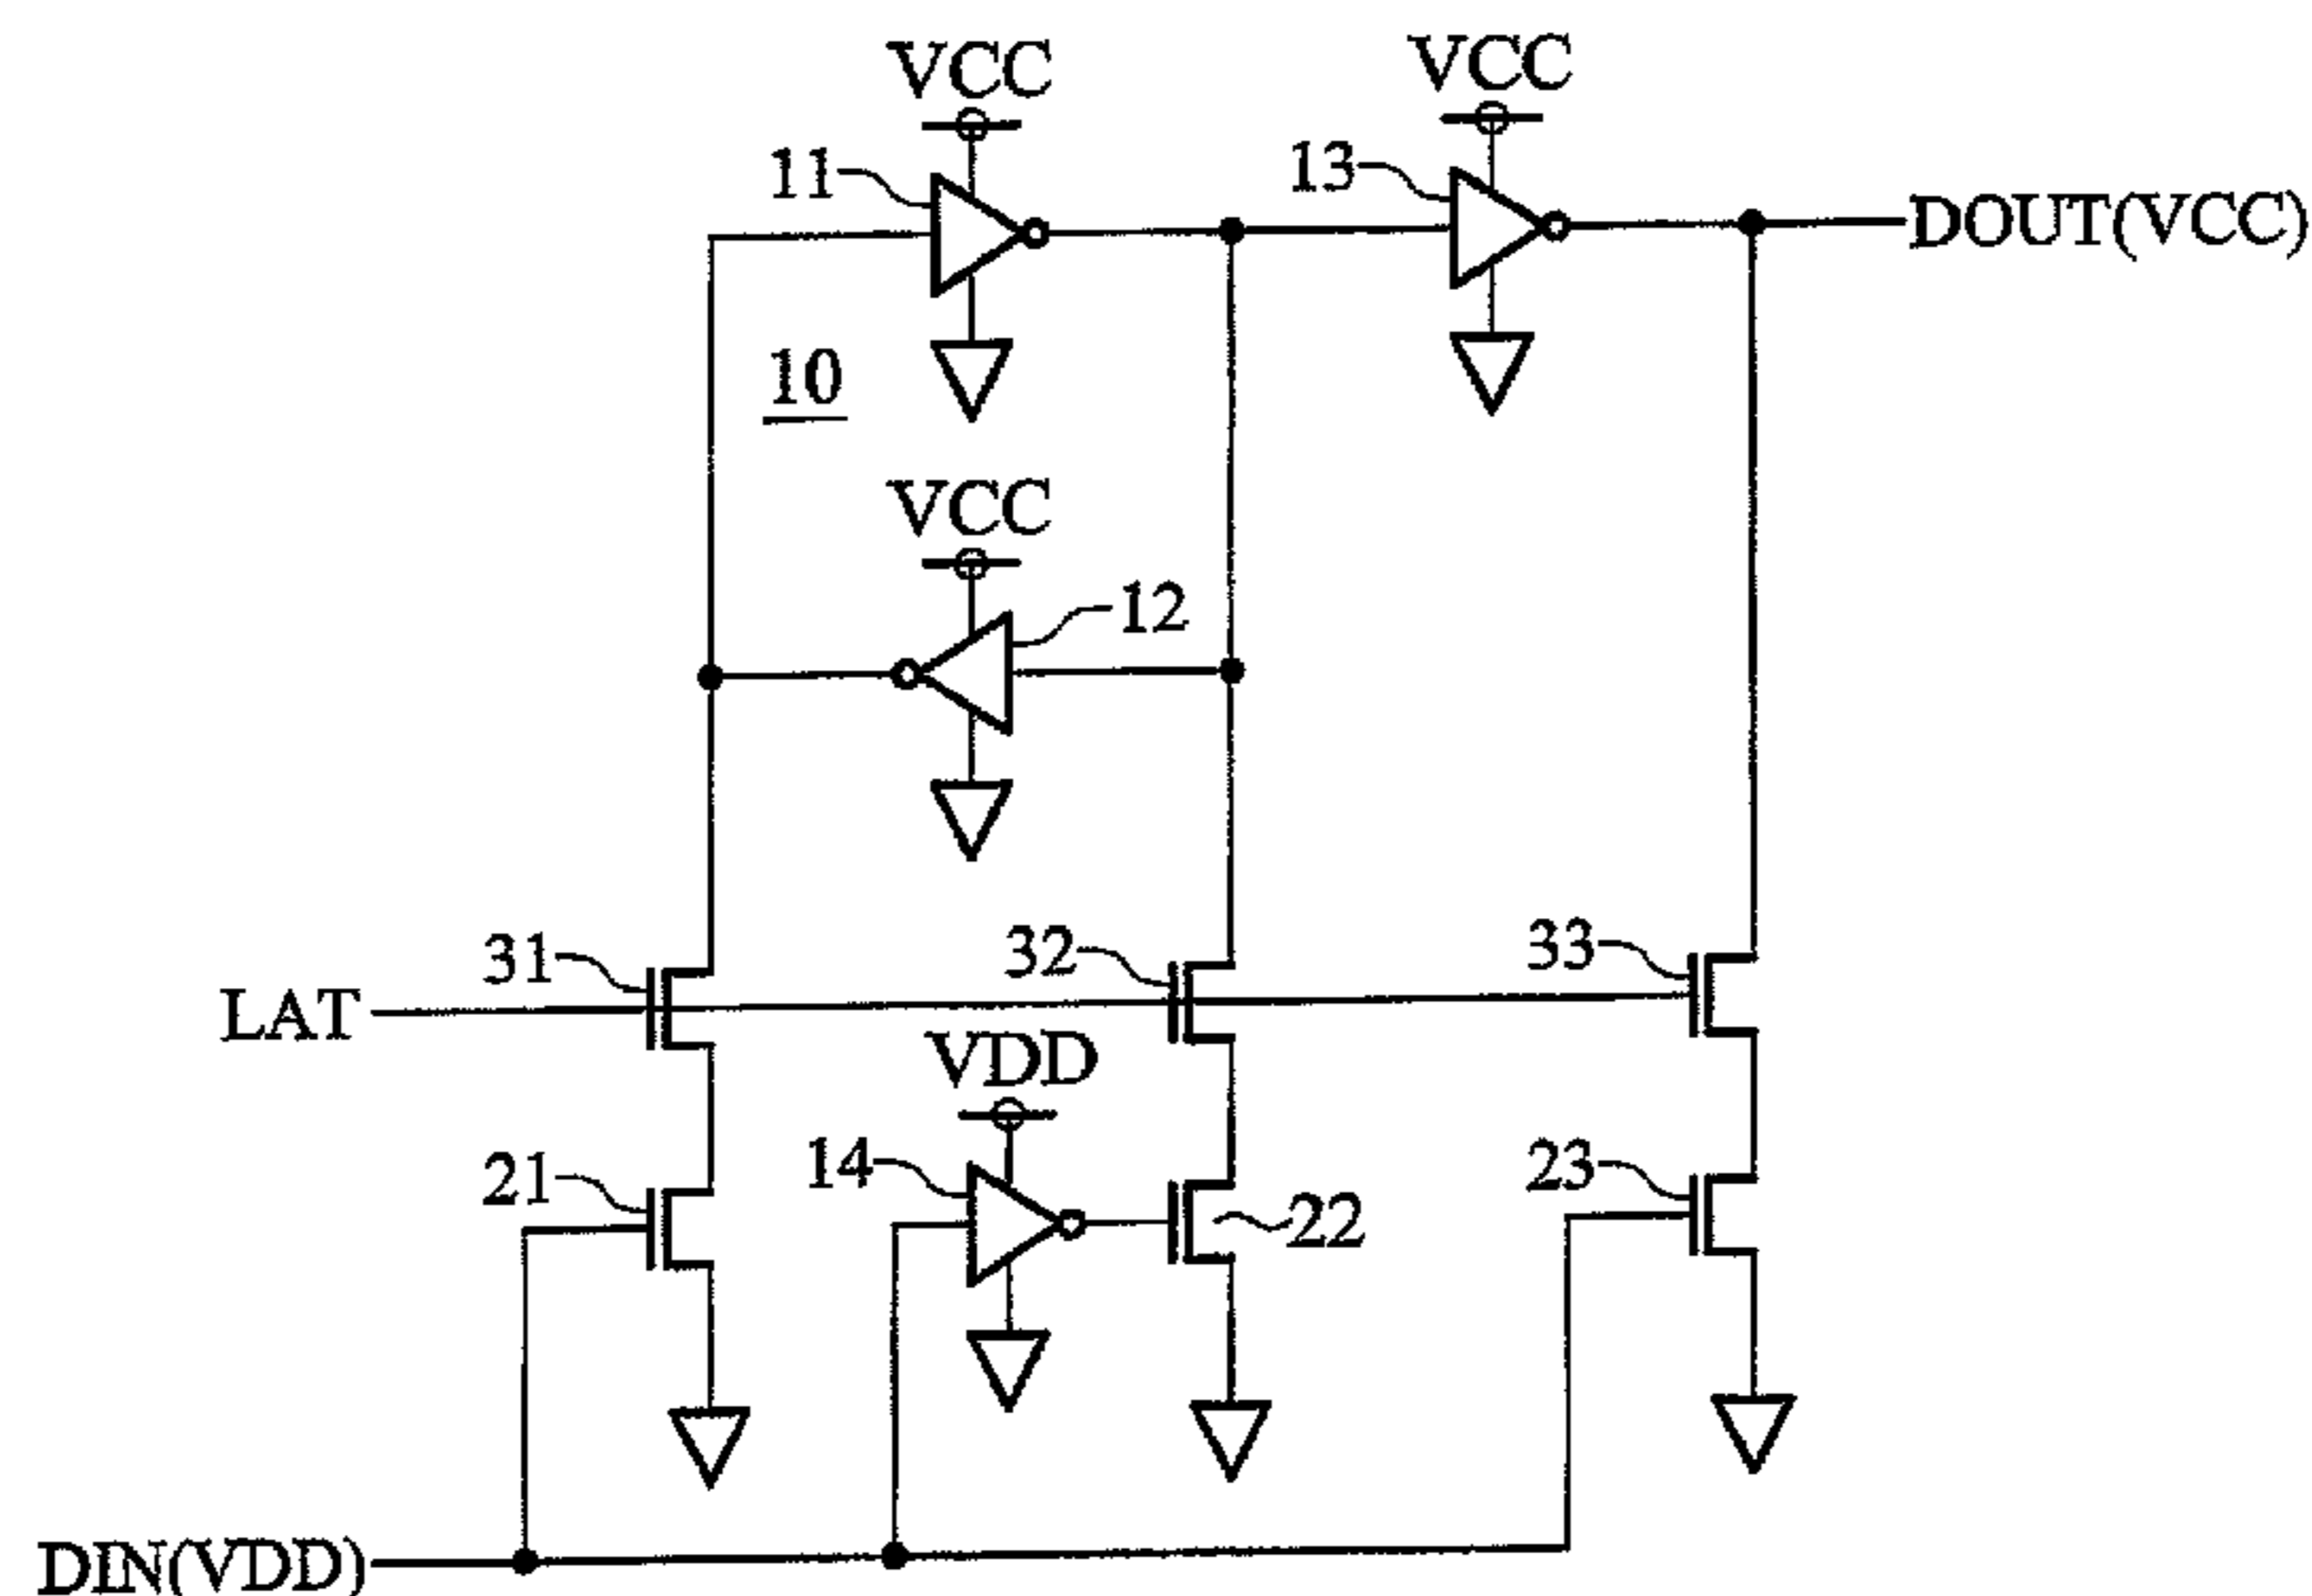 VCC
VCC
11
13
DOUT(VCC)
10
VCC
12
31
32
33
LAT
VDD
21
14
22
23
DIN(VDD)